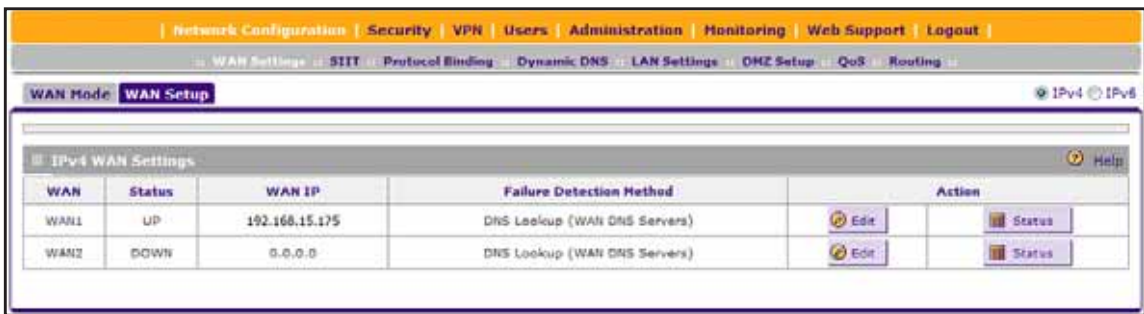 | Network Configuration | Security | VPN | Users | Administration | Monitoring | Web Support | Logout |
:: WAN Settings :: SIIT :: Protocol Binding :: Dynamic DNS :: LAN Settings :: DMZ Setup :: QoS :: Routing ::
WAN Mode WAN Setup IPv4 IPv6
IPv4 WAN Settings Help
WAN Status WAN IP Failure Detection Method Action
WAN1 UP 192.168.15.175 DNS Lookup (WAN DNS Servers) Edit Status
WAN2 DOWN 0.0.0.0 DNS Lookup (WAN DNS Servers) Edit Status